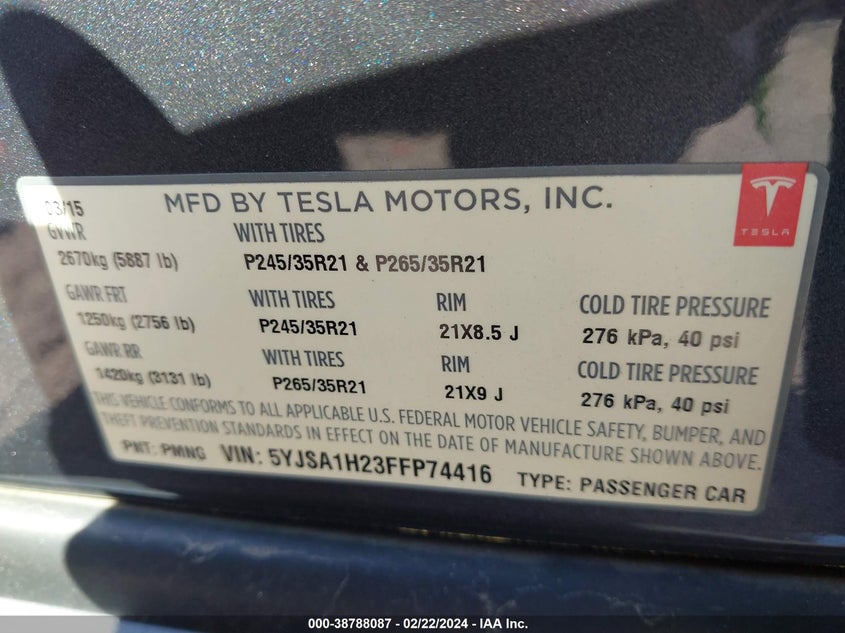 03/15 MFD BY TESLA MOTORS, INC.
TESLA
GVWR WITH TIRES
2670kg (5887 lb) P245/35R21 & P265/35R21
GAWR FRT WITH TIRES RIM COLD TIRE PRESSURE
1250kg (2756 lb) P245/35R21 21X8.5 J 276 kPa, 40 psi
GAWR RR WITH TIRES RIM COLD TIRE PRESSURE
1420kg (3131 lb) P265/35R21 21X9 J 276 kPa, 40 psi
THIS VEHICLE CONFORMS TO ALL APPLICABLE U.S. FEDERAL MOTOR VEHICLE SAFETY, BUMPER, AND
THEFT PREVENTION STANDARDS IN EFFECT ON THE DATE OF MANUFACTURE SHOWN ABOVE.
PNT: PMNG VIN: 5YJSA1H23FFP74416 TYPE: PASSENGER CAR
000-38788087 - 02/22/2024 - IAA Inc.